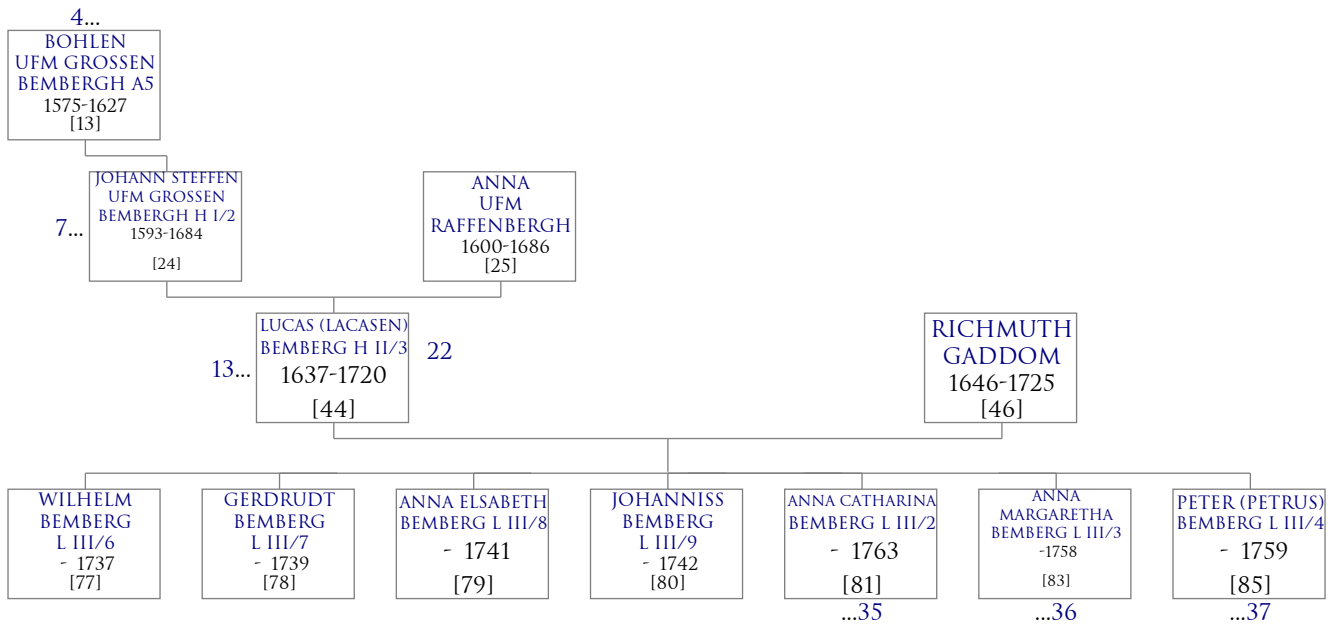 4...
BOHLEN
UFM GROSSEN
BEMBERGH A5
1575-1627
[13]
JOHANN STEFFEN
UFM GROSSEN
BEMBERGH H I/2
1593-1684
[24]
7...
ANNA
UFM
RAFFENBERGH
1600-1686
[25]
LUCAS (LACASEN)
BEMBERG H II/3
1637-1720
[44]
13...
22
RICHMUTH
GADDOM
1646-1725
[46]
WILHELM
BEMBERG
L III/6
- 1737
[77]
GERDRUDT
BEMBERG
L III/7
- 1739
[78]
ANNA ELSABETH
BEMBERG L III/8
- 1741
[79]
JOHANNISS
BEMBERG
L III/9
- 1742
[80]
ANNA CATHARINA
BEMBERG L III/2
- 1763
[81]
...35
ANNA
MARGARETHA
BEMBERG L III/3
-1758
[83]
...36
PETER (PETRUS)
BEMBERG L III/4
- 1759
[85]
...37